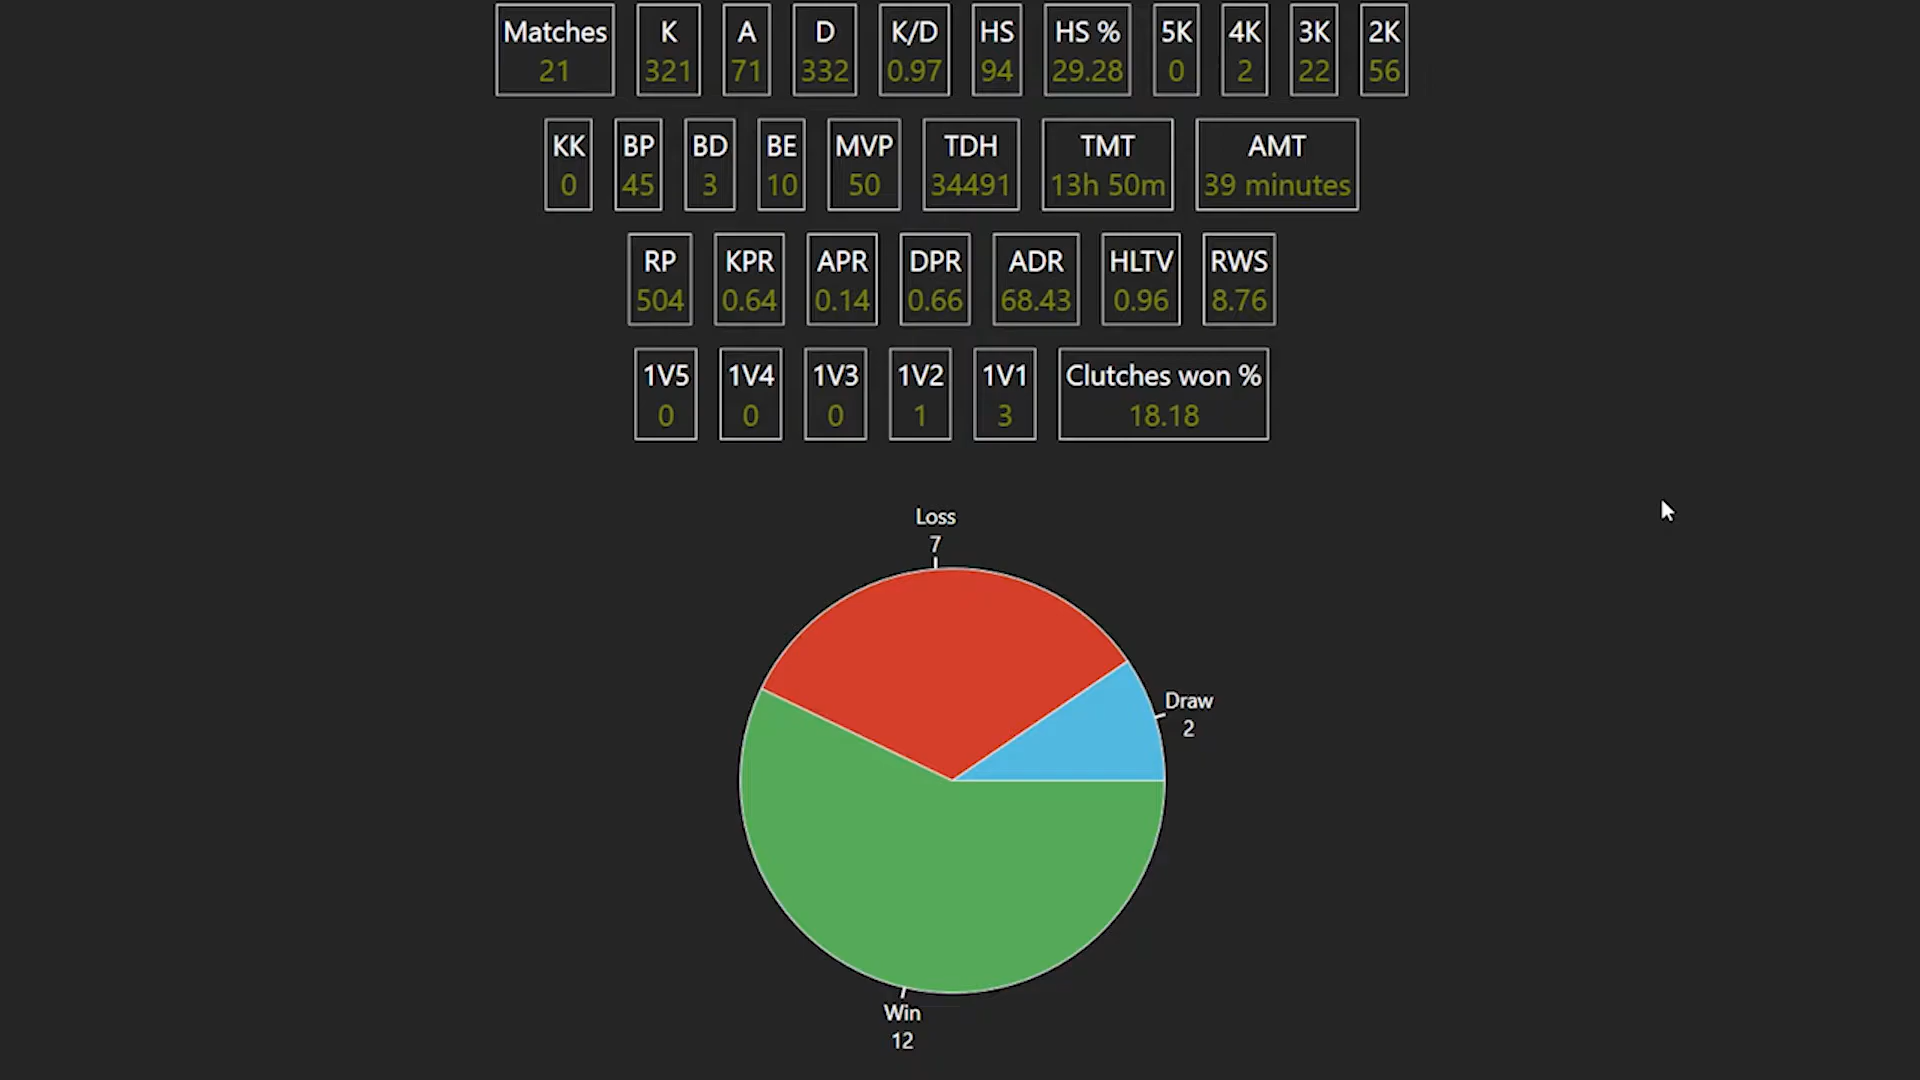 Matches K A D K/D HS HS % 5K 4K 3K 2K
21 321 71 332 0.97 94 29.28 0 2 22 56
KK BP BD BE MVP TDH TMT AMT
0 45 3 10 50 34491 13h 50m 39 minutes
RP KPR APR DPR ADR HLTV RWS
504 0.64 0.14 0.66 68.43 0.96 8.76
1V5 1V4 1V3 1V2 1V1 Clutches won %
0 0 0 1 3 18.18
Loss
7
Draw
2
Win
12